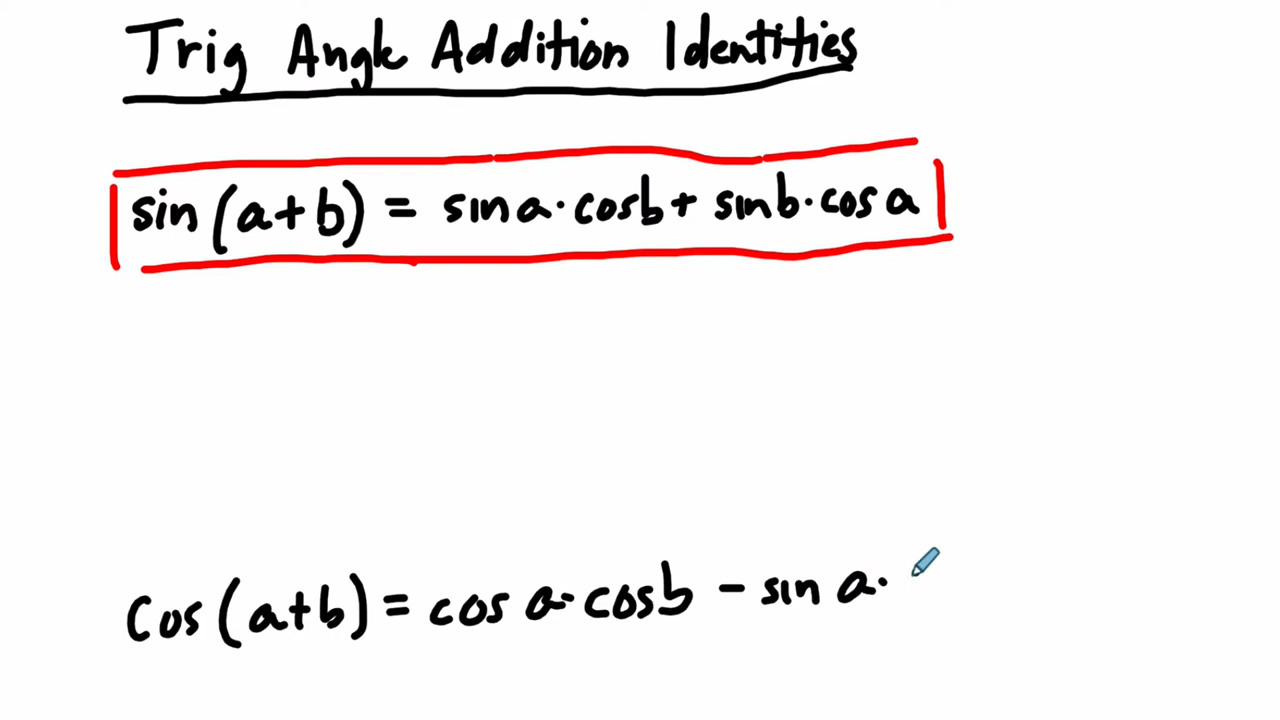 Trig Angle Addition Identities
sin (a+b) = sin a · cos b + sin b · cos a
Cos (a+b) = cos a · cos b - sin a ·